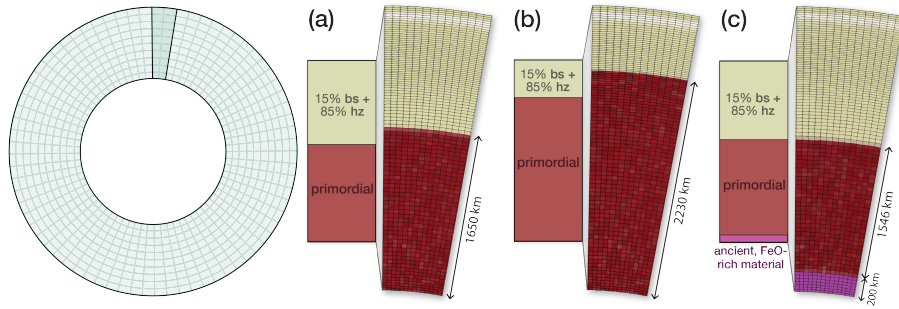 (a)
15% bs +
85% hz
primordial
1650 km
(b)
15% bs +
85% hz
primordial
2230 km
(c)
15% bs +
85% hz
primordial
ancient, FeO-
rich material
1546 km
200 km